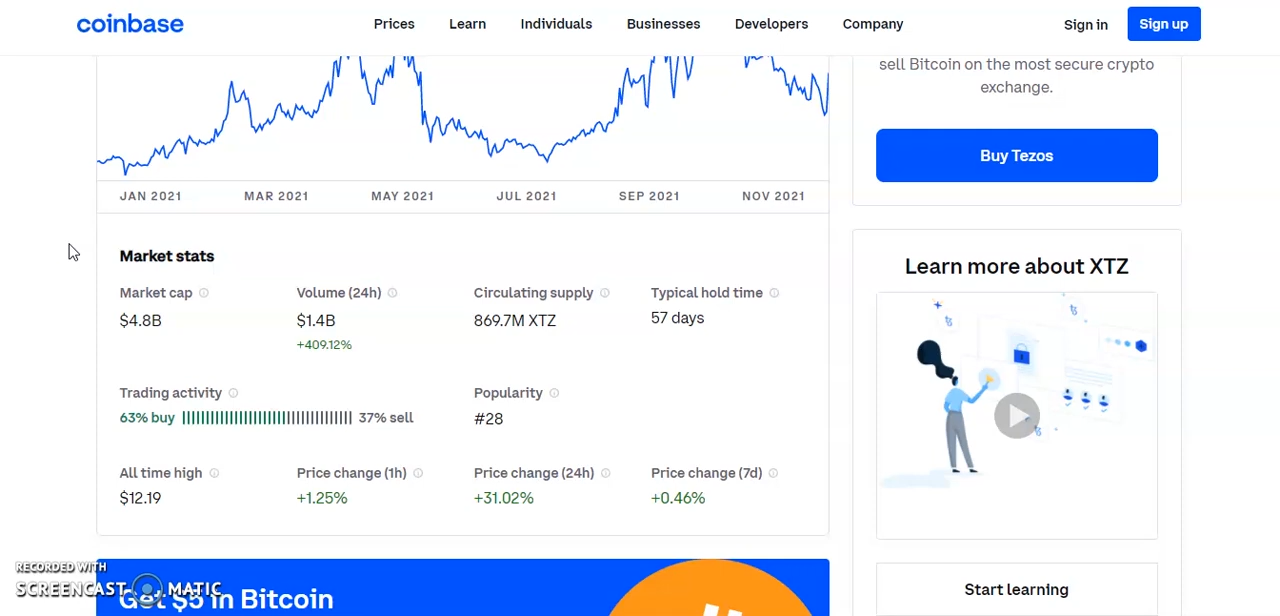 coinbase
Prices
Learn
Individuals
Businesses
Developers
Company
Sign in
Sign up
JAN 2021
MAR 2021
MAY 2021
JUL 2021
SEP 2021
NOV 2021
Market stats
Market cap
$4.8B
Volume (24h)
$1.4B
+409.12%
Circulating supply
869.7M XTZ
Typical hold time
57 days
Trading activity
63% buy
37% sell
Popularity
#28
All time high
$12.19
Price change (1h)
+1.25%
Price change (24h)
+31.02%
Price change (7d)
+0.46%
Get $5 in Bitcoin
sell Bitcoin on the most secure crypto
exchange.
Buy Tezos
Learn more about XTZ
Start learning
RECORDED WITH
SCREENCAST MATIC